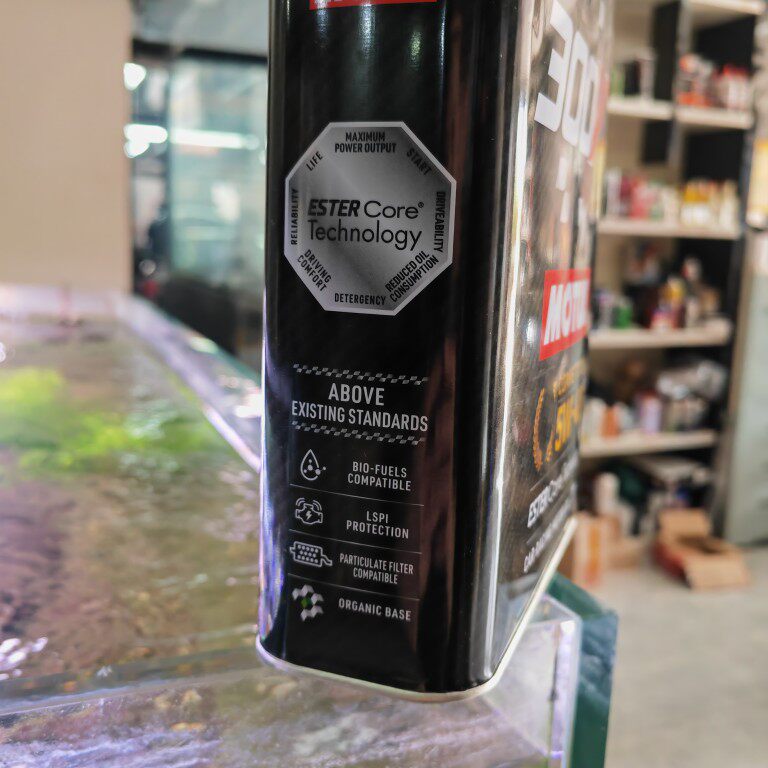 MAXIMUM
POWER OUTPUT
START
DRIVEABILITY
REDUCED OIL
CONSUMPTION
DETERGENCY
DRIVING
COMFORT
RELIABILITY
LIFE
ESTER Core®
Technology
ABOVE
EXISTING STANDARDS
BIO-FUELS
COMPATIBLE
LSPI
PROTECTION
PARTICULATE FILTER
COMPATIBLE
ORGANIC BASE
300
MOTUL
ESTER